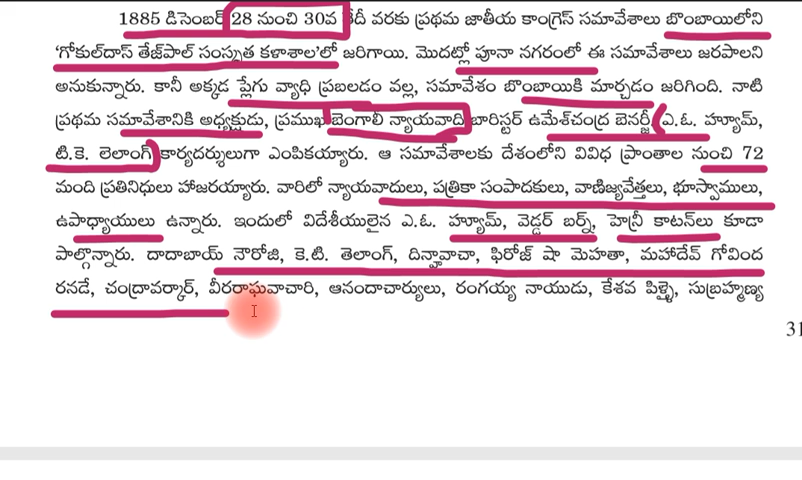 1885 డిసెంబర్ 28 నుంచి 30వ తేదీ వరకు ప్రథమ జాతీయ కాంగ్రెస్ సమావేశాలు బొంబాయిలోని
‘గోకుల్‌దాస్ తేజ్‌పాల్ సంస్కృత కళాశాల’లో జరిగాయి. మొదట్లో పూనా నగరంలో ఈ సమావేశాలు జరపాలని
అనుకున్నారు. కానీ అక్కడ ప్లేగు వ్యాధి ప్రబలడం వల్ల, సమావేశం బొంబాయికి మార్చడం జరిగింది. నాటి
ప్రథమ సమావేశానికి అధ్యక్షుడు, ప్రముఖ బెంగాలీ న్యాయవాది బారిస్టర్ ఉమేశ్‌చంద్ర బెనర్జీ (ఎ.ఓ. హ్యూమ్,
టి.కె. లెలాంగ్) కార్యదర్శులుగా ఎంపికయ్యారు. ఆ సమావేశాలకు దేశంలోని వివిధ ప్రాంతాల నుంచి 72
మంది ప్రతినిధులు హాజరయ్యారు. వారిలో న్యాయవాదులు, పత్రికా సంపాదకులు, వాణిజ్యవేత్తలు, భూస్వాములు,
ఉపాధ్యాయులు ఉన్నారు. ఇందులో విదేశీయులైన ఎ.ఓ. హ్యూమ్, వెడ్డర్ బర్న్, హెన్రీ కాటన్‌లు కూడా
పాల్గొన్నారు. దాదాబాయ్ నౌరోజి, కె.టి. తెలాంగ్, దిన్షావాచా, ఫిరోజ్ షా మెహతా, మహాదేవ్ గోవింద
రనడే, చంద్రావర్కార్, వీరరాఘవాచారి, ఆనందాచార్యులు, రంగయ్య నాయుడు, కేశవ పిళ్ళై, సుబ్రహ్మణ్య
31